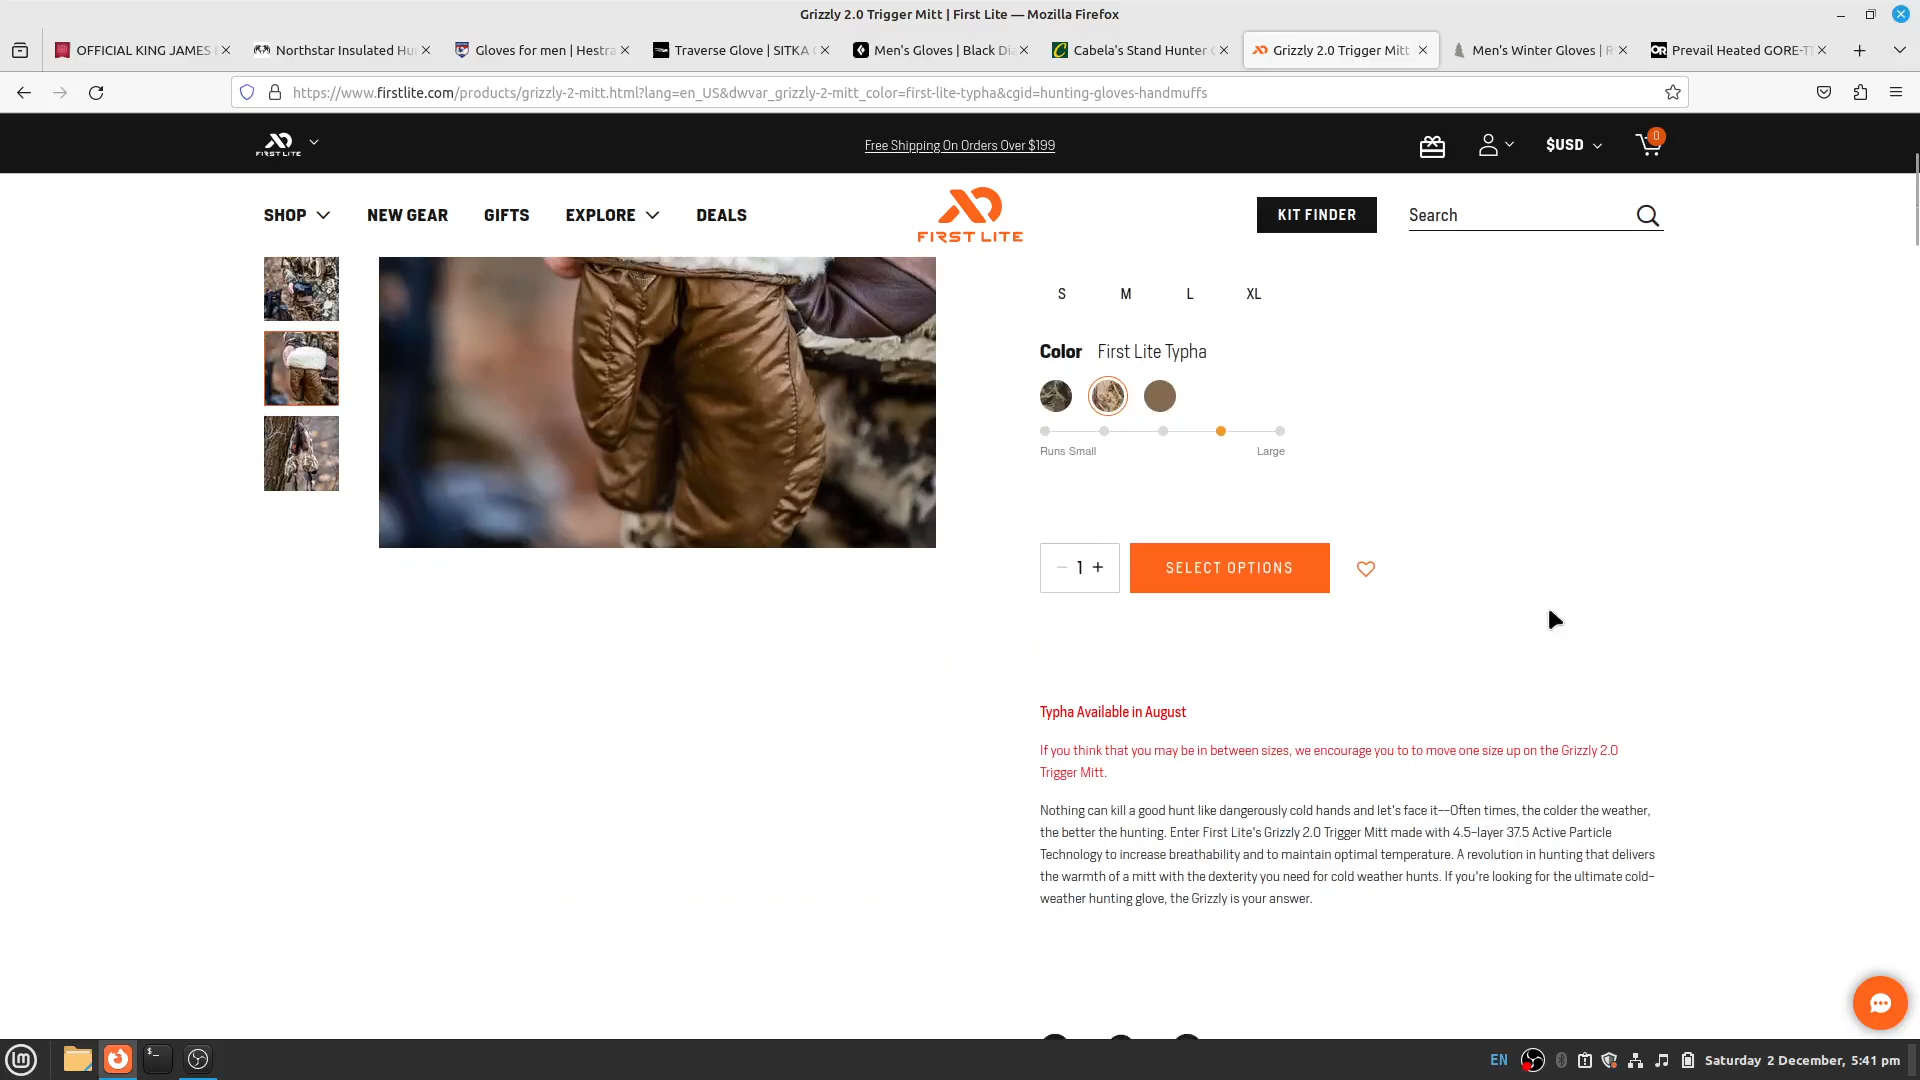 Grizzly 2.0 Trigger Mitt | First Lite — Mozilla Firefox
OFFICIAL KING JAMES
Northstar Insulated Hu
Gloves for men | Hestra
Traverse Glove | SITKA
Men's Gloves | Black Dia
Cabela's Stand Hunter
Grizzly 2.0 Trigger Mitt
Men's Winter Gloves | R
Prevail Heated GORE-T
https://www.firstlite.com/products/grizzly-2-mitt.html?lang=en_US&dwvar_grizzly-2-mitt_color=first-lite-typha&cgid=hunting-gloves-handmuffs
FIRST LITE
Free Shipping On Orders Over $199
$USD
0
SHOP
NEW GEAR
GIFTS
EXPLORE
DEALS
FIRST LITE
KIT FINDER
Search
S M L XL
Color First Lite Typha
Runs Small
Large
1
SELECT OPTIONS
Typha Available in August
If you think that you may be in between sizes, we encourage you to to move one size up on the Grizzly 2.0
Trigger Mitt.
Nothing can kill a good hunt like dangerously cold hands and let's face it--Often times, the colder the weather,
the better the hunting. Enter First Lite's Grizzly 2.0 Trigger Mitt made with 4.5-layer 37.5 Active Particle
Technology to increase breathability and to maintain optimal temperature. A revolution in hunting that delivers
the warmth of a mitt with the dexterity you need for cold weather hunts. If you're looking for the ultimate cold-
weather hunting glove, the Grizzly is your answer.
EN
Saturday 2 December, 5:41 pm